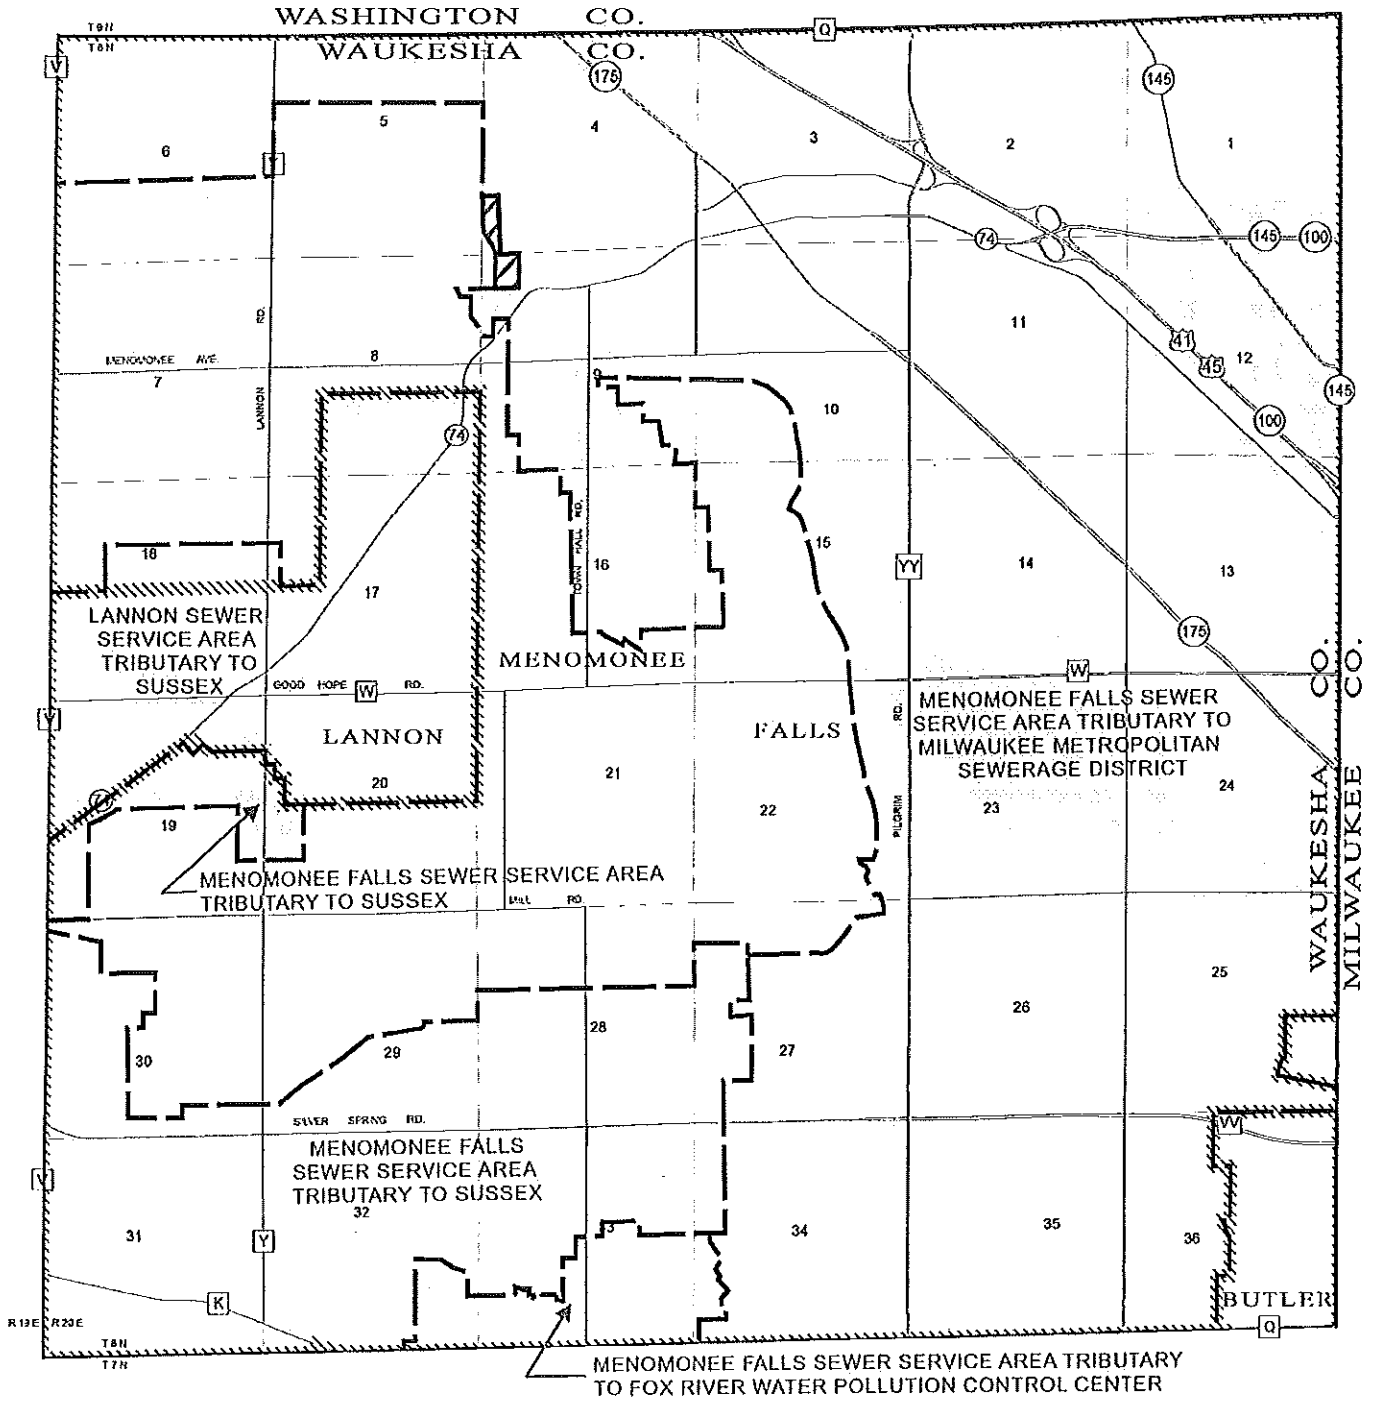 WASHINGTON CO.
T9N
T8N
WAUKESHA CO.
Q
V
175
145
5
4
3
2
1
6
Y
74
145
100
RD.
11
MENOMONEE AVE.
8
41
7
45
12
9
LANNON
10
145
100
74
18
TOWN HALL RD.
15
16
YY
14
13
17
LANNON SEWER
SERVICE AREA
TRIBUTARY TO
SUSSEX
175
MENOMONEE
GOOD HOPE RD.
W
W
CO.
CO.
V
LANNON
FALLS
RD.
MENOMONEE FALLS SEWER
SERVICE AREA TRIBUTARY TO
MILWAUKEE METROPOLITAN
SEWERAGE DISTRICT
20
21
22
PILGRIM
23
24
WAUKESHA
MILWAUKEE
74
19
MENOMONEE FALLS SEWER SERVICE AREA
TRIBUTARY TO SUSSEX
MILL RD.
25
26
28
27
29
30
SILVER SPRING RD.
VV
MENOMONEE FALLS
SEWER SERVICE AREA
TRIBUTARY TO SUSSEX
V
32
31
Y
3
34
35
36
K
BUTLER
R19E R20E
Q
T8N
T7N
MENOMONEE FALLS SEWER SERVICE AREA TRIBUTARY
TO FOX RIVER WATER POLLUTION CONTROL CENTER